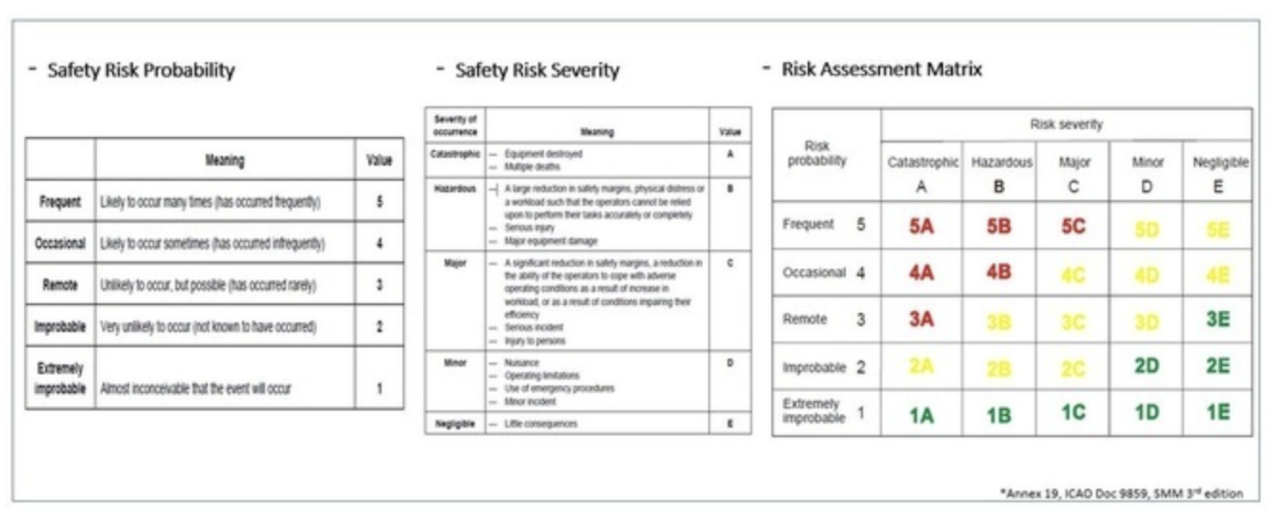 - Safety Risk Probability
Meaning Value
Frequent Likely to occur many times (has occurred frequently) 5
Occasional Likely to occur sometimes (has occurred infrequently) 4
Remote Unlikely to occur, but possible (has occurred rarely) 3
Improbable Very unlikely to occur (not known to have occurred) 2
Extremely
improbable Almost inconceivable that the event will occur 1
- Safety Risk Severity
Severity of
occurrence Meaning Value
Catastrophic — Equipment destroyed A
— Multiple deaths
Hazardous — A large reduction in safety margins, physical distress or B
a workload such that the operators cannot be relied
upon to perform their tasks accurately or completely
— Serious injury
— Major equipment damage
Major — A significant reduction in safety margins, a reduction in C
the ability of the operators to cope with adverse
operating conditions as a result of increase in
workload, or as a result of conditions impairing their
efficiency
— Serious incident
— Injury to persons
Minor — Nuisance D
— Operating limitations
— Use of emergency procedures
— Minor incident
Negligible — Little consequences E
- Risk Assessment Matrix
Risk severity
Risk
probability
Catastrophic Hazardous Major Minor Negligible
A B C D E
Frequent 5 5A 5B 5C 5D 5E
Occasional 4 4A 4B 4C 4D 4E
Remote 3 3A 3B 3C 3D 3E
Improbable 2 2A 2B 2C 2D 2E
Extremely
improbable 1 1A 1B 1C 1D 1E
*Annex 19, ICAO Doc 9859, SMM 3rd edition